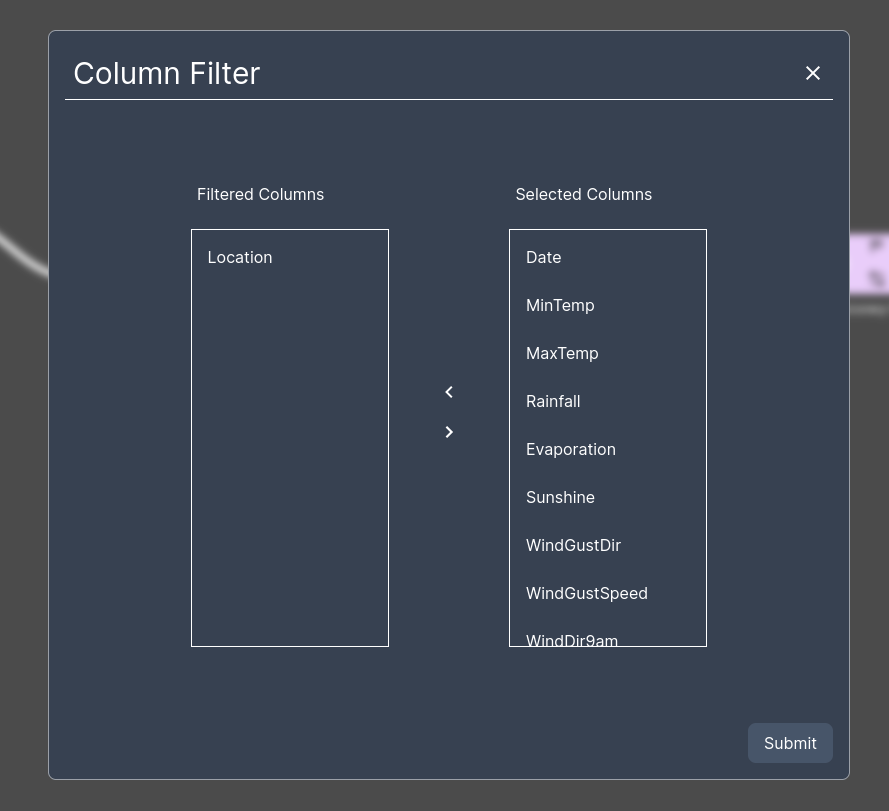 Column Filter
Filtered Columns
Selected Columns
Location
Date
MinTemp
MaxTemp
Rainfall
Evaporation
Sunshine
WindGustDir
WindGustSpeed
WindDir9am
Submit